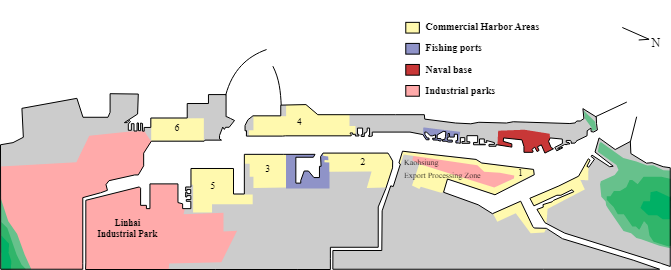 Commercial Harbor Areas
Fishing ports
N
Naval base
Industrial parks
6
4
Kaohsiung
Export Processing Zone
1
2
3
5
Linhai
Industrial Park